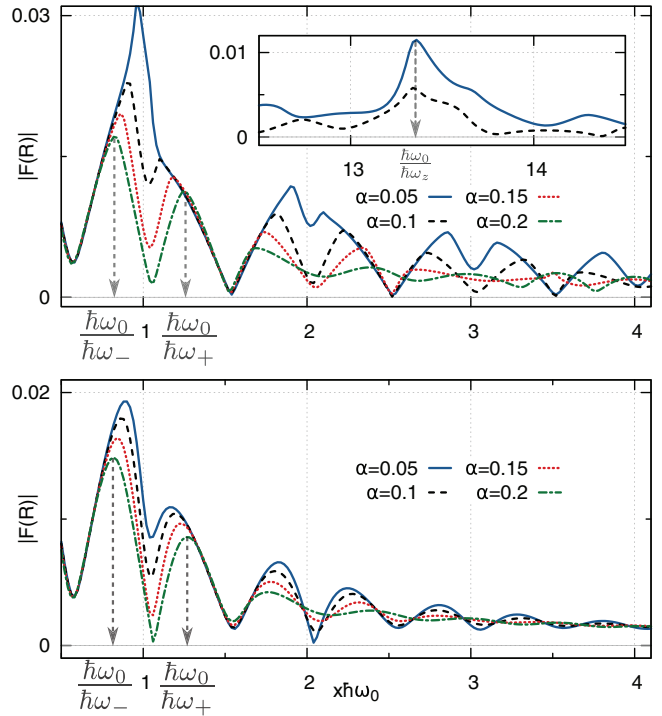 0.03
|F(R)|
0
0.01
0
13
ħω₀/ħω_z
14
α=0.05
α=0.15
α=0.1
α=0.2
ħω₀/ħω₋
1
ħω₀/ħω₊
2
3
4
0.02
|F(R)|
0
α=0.05
α=0.15
α=0.1
α=0.2
ħω₀/ħω₋
1
ħω₀/ħω₊
2
xħω₀
3
4